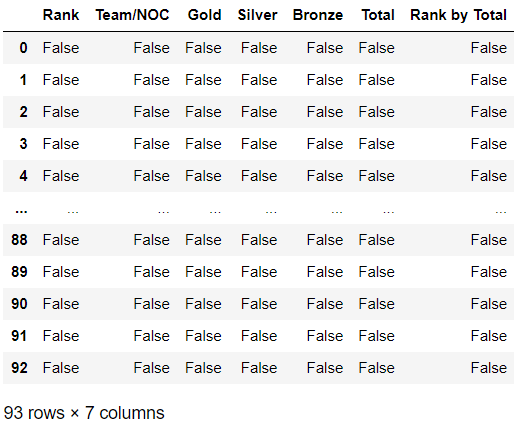 Rank Team/NOC Gold Silver Bronze Total Rank by Total
0 False False False False False False False
1 False False False False False False False
2 False False False False False False False
3 False False False False False False False
4 False False False False False False False
... ... ... ... ... ... ... ...
88 False False False False False False False
89 False False False False False False False
90 False False False False False False False
91 False False False False False False False
92 False False False False False False False
93 rows × 7 columns